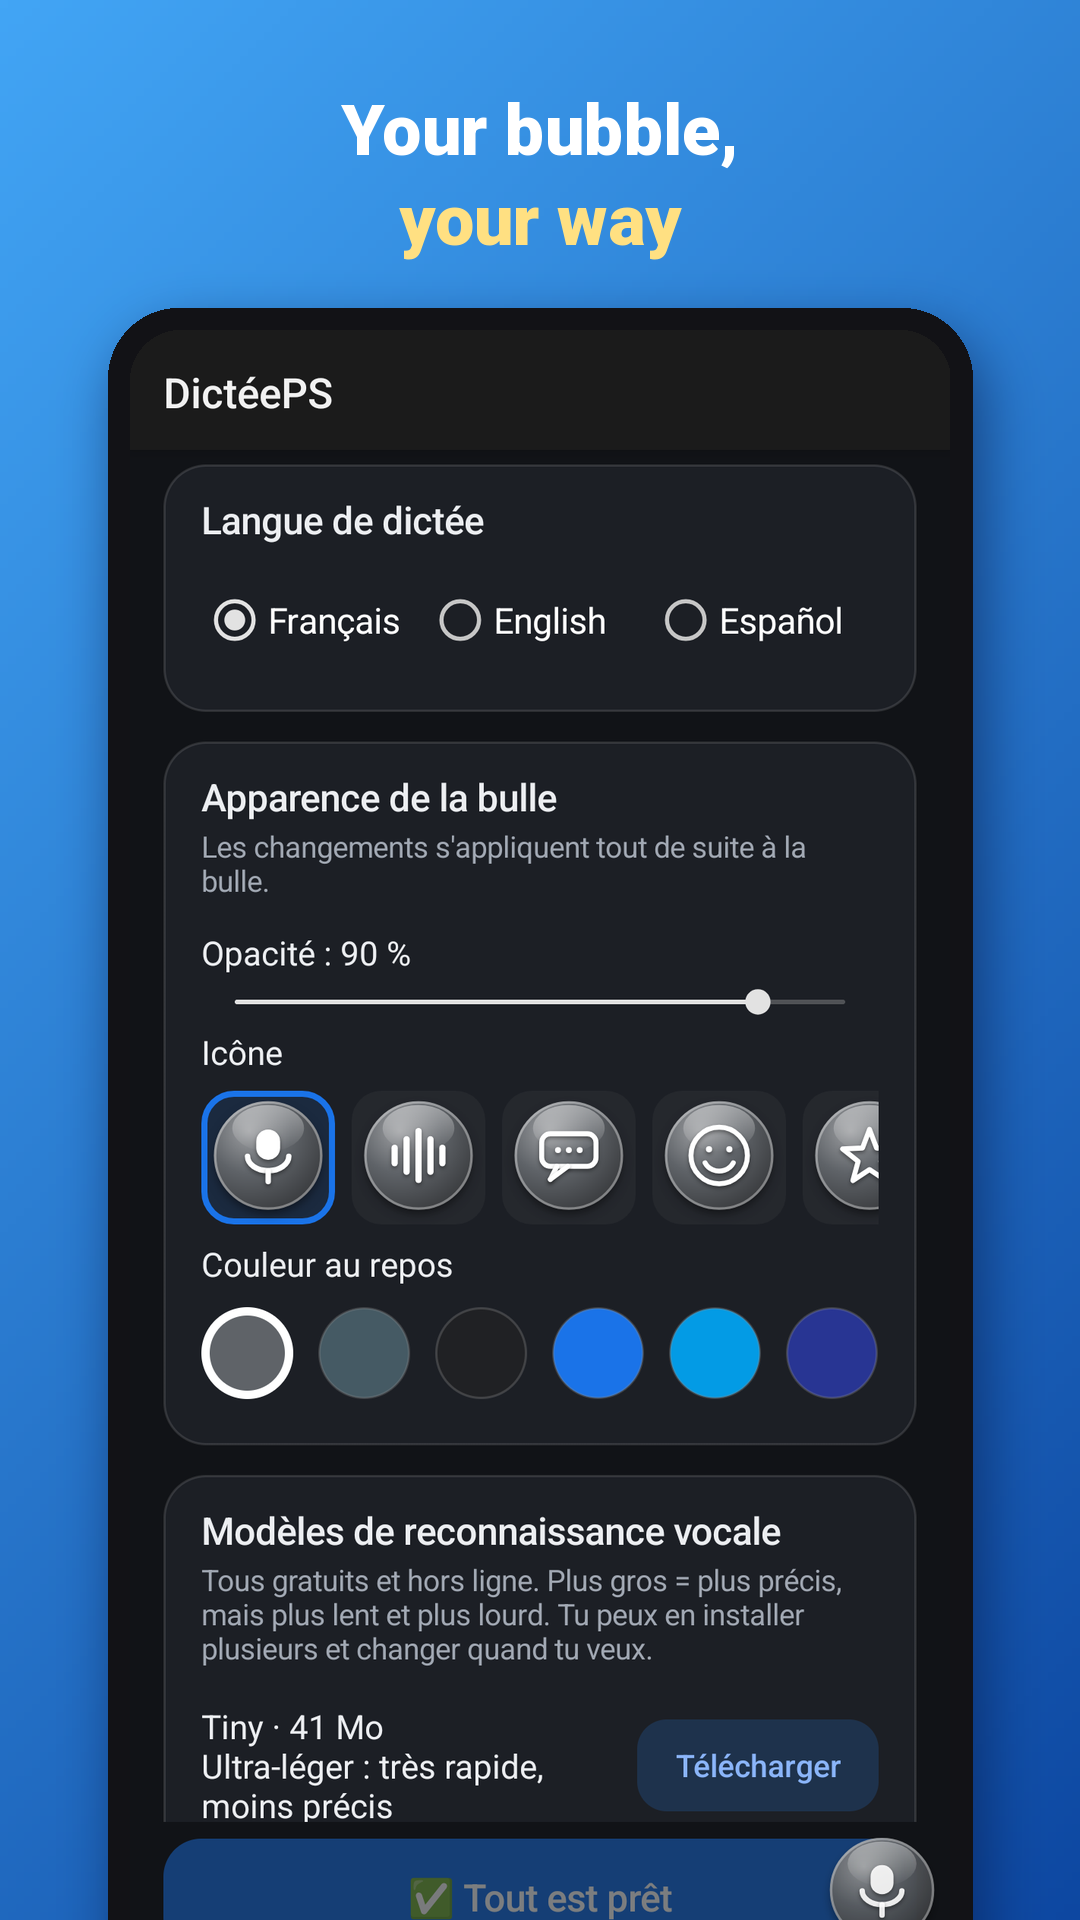 Your bubble,
your way
DictéePS
Langue de dictée
Français English Español
Apparence de la bulle
Les changements s'appliquent tout de suite à la
bulle.
Opacité : 90 %
Icône
Couleur au repos
Modèles de reconnaissance vocale
Tous gratuits et hors ligne. Plus gros = plus précis,
mais plus lent et plus lourd. Tu peux en installer
plusieurs et changer quand tu veux.
Tiny · 41 Mo
Ultra-léger : très rapide,
moins précis
Télécharger
✅ Tout est prêt